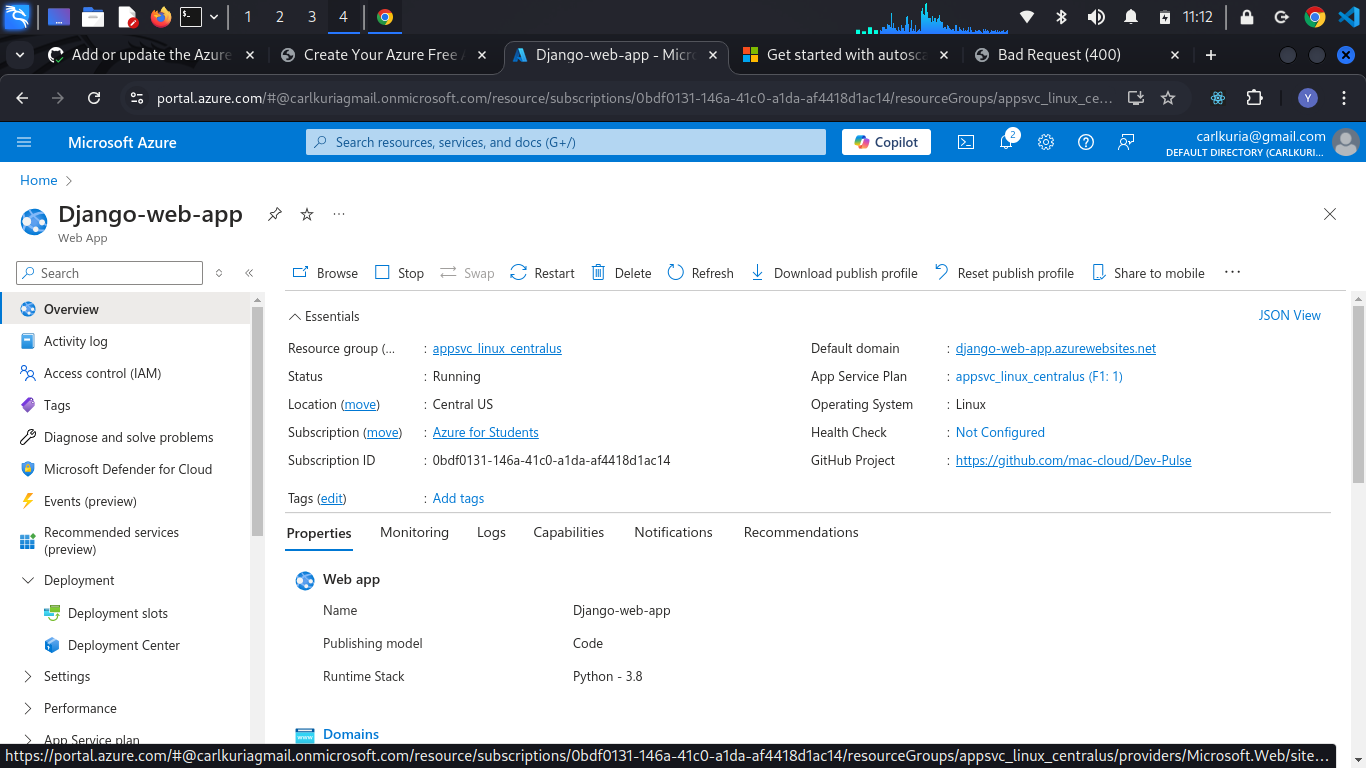 1 2 3 4 11:12
Add or update the Azure Create Your Azure Free A Django-web-app - Micro Get started with autosca Bad Request (400)
portal.azure.com/#@carlkuriagmail.onmicrosoft.com/resource/subscriptions/0bdf0131-146a-41c0-a1da-af4418d1ac14/resourceGroups/appsvc_linux_ce... Y
Microsoft Azure Search resources, services, and docs (G+/) Copilot 2 carlkuria@gmail.com
DEFAULT DIRECTORY (CARLKURI...
Home
Django-web-app
Web App
Search
Browse Stop Swap Restart Delete Refresh Download publish profile Reset publish profile Share to mobile
Overview
Activity log
Access control (IAM)
Tags
Diagnose and solve problems
Microsoft Defender for Cloud
Events (preview)
Recommended services
(preview)
Deployment
Deployment slots
Deployment Center
Settings
Performance
App Service plan
Essentials JSON View
Resource group (... : appsvc_linux_centralus
Status : Running
Location (move) : Central US
Subscription (move) : Azure for Students
Subscription ID : 0bdf0131-146a-41c0-a1da-af4418d1ac14
Default domain : django-web-app.azurewebsites.net
App Service Plan : appsvc_linux_centralus (F1: 1)
Operating System : Linux
Health Check : Not Configured
GitHub Project : https://github.com/mac-cloud/Dev-Pulse
Tags (edit) : Add tags
Properties Monitoring Logs Capabilities Notifications Recommendations
Web app
Name Django-web-app
Publishing model Code
Runtime Stack Python - 3.8
Domains
https://portal.azure.com/#@carlkuriagmail.onmicrosoft.com/resource/subscriptions/0bdf0131-146a-41c0-a1da-af4418d1ac14/resourceGroups/appsvc_linux_centralus/providers/Microsoft.Web/site...